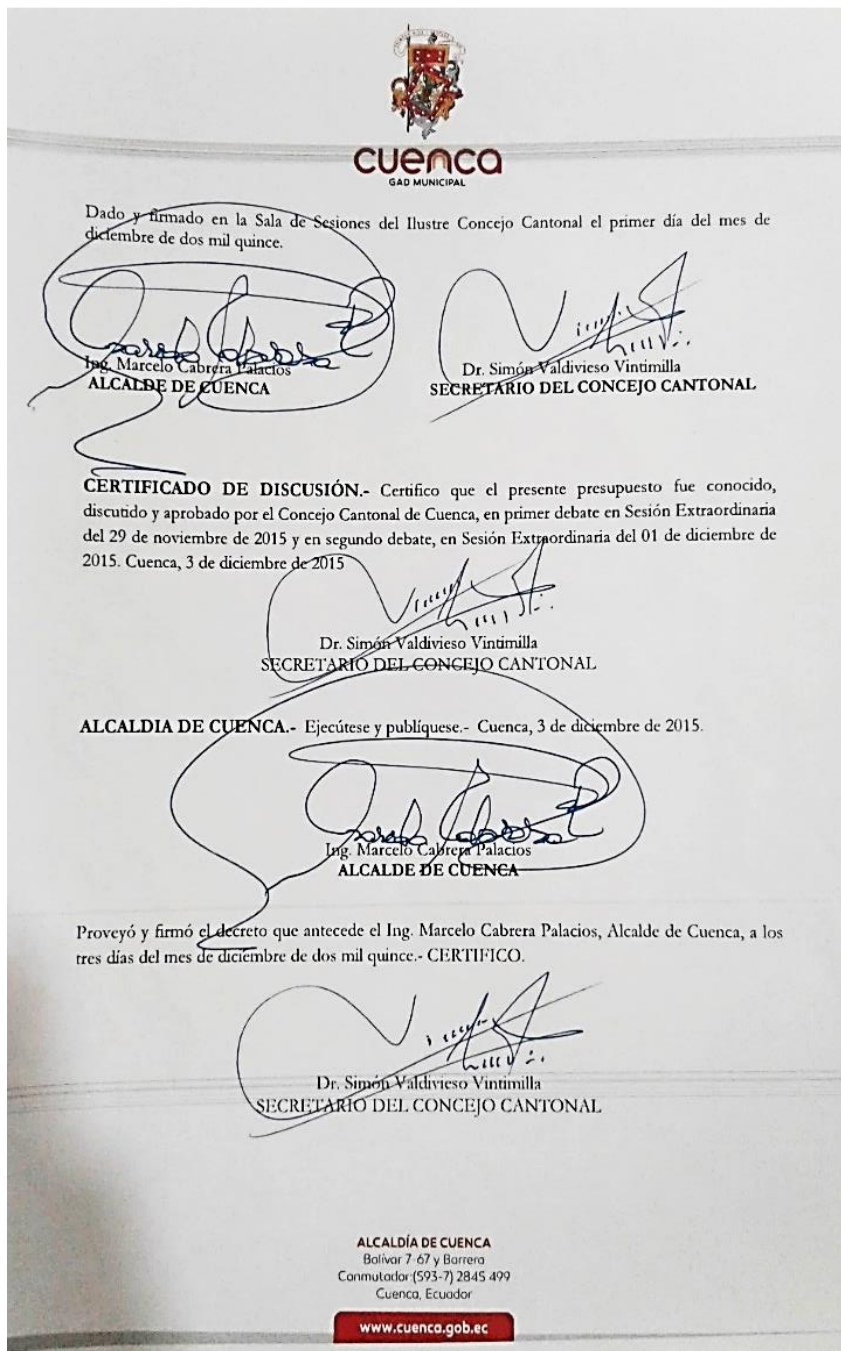 cuenca
GAD MUNICIPAL
Dado y firmado en la Sala de Sesiones del Ilustre Concejo Cantonal el primer día del mes de
diciembre de dos mil quince.
Ing. Marcelo Cabrera Palacios
ALCALDE DE CUENCA
Dr. Simón Valdivieso Vintimilla
SECRETARIO DEL CONCEJO CANTONAL
CERTIFICADO DE DISCUSIÓN.- Certifico que el presente presupuesto fue conocido,
discutido y aprobado por el Concejo Cantonal de Cuenca, en primer debate en Sesión Extraordinaria
del 29 de noviembre de 2015 y en segundo debate, en Sesión Extraordinaria del 01 de diciembre de
2015. Cuenca, 3 de diciembre de 2015
Dr. Simón Valdivieso Vintimilla
SECRETARIO DEL CONCEJO CANTONAL
ALCALDIA DE CUENCA.- Ejecútese y publíquese.- Cuenca, 3 de diciembre de 2015.
Ing. Marcelo Cabrera Palacios
ALCALDE DE CUENCA
Proveyó y firmó el decreto que antecede el Ing. Marcelo Cabrera Palacios, Alcalde de Cuenca, a los
tres días del mes de diciembre de dos mil quince.- CERTIFICO.
Dr. Simón Valdivieso Vintimilla
SECRETARIO DEL CONCEJO CANTONAL
ALCALDÍA DE CUENCA
Bolívar 7-67 y Borrero
Conmutador (593-7) 2845 499
Cuenca, Ecuador
www.cuenca.gob.ec